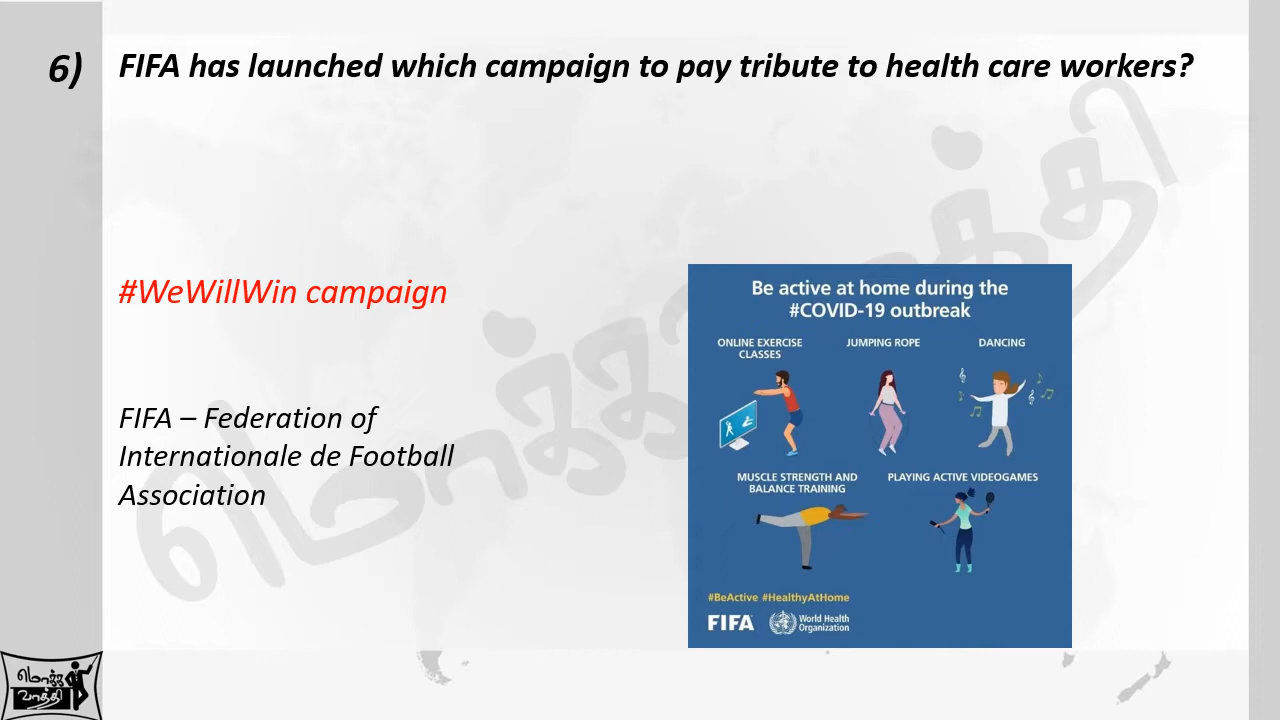 6) FIFA has launched which campaign to pay tribute to health care workers?
#WeWillWin campaign
FIFA – Federation of
Internationale de Football
Association
Be active at home during the
#COVID-19 outbreak
ONLINE EXERCISE
CLASSES
JUMPING ROPE
DANCING
MUSCLE STRENGTH AND
BALANCE TRAINING
PLAYING ACTIVE VIDEOGAMES
#BeActive #HealthyAtHome
FIFA
World Health
Organization
மொக்க
வாத்தி